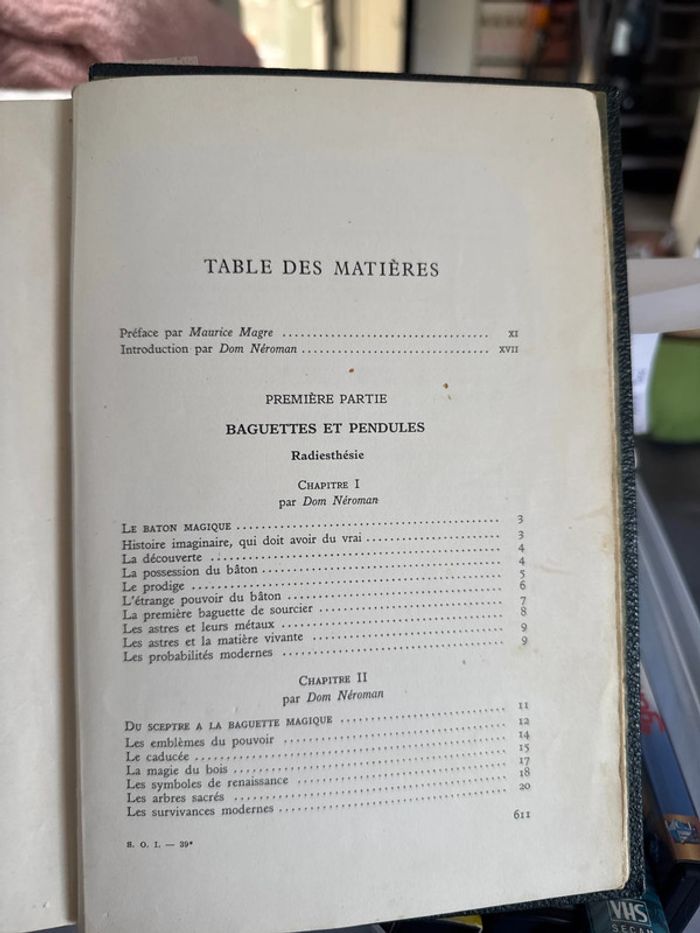 TABLE DES MATIÈRES
Préface par Maurice Magre .......... XI
Introduction par Dom Néroman .......... XVII
PREMIÈRE PARTIE
BAGUETTES ET PENDULES
Radiesthésie
CHAPITRE I
par Dom Néroman
LE BATON MAGIQUE .......... 3
Histoire imaginaire, qui doit avoir du vrai .......... 3
La découverte .......... 4
La possession du bâton .......... 4
Le prodige .......... 5
L'étrange pouvoir du bâton .......... 6
La première baguette de sourcier .......... 7
Les astres et leurs métaux .......... 8
Les astres et la matière vivante .......... 9
Les probabilités modernes .......... 9
CHAPITRE II
par Dom Néroman
DU SCEPTRE A LA BAGUETTE MAGIQUE .......... 11
Les emblèmes du pouvoir .......... 12
Le caducée .......... 14
La magie du bois .......... 15
Les symboles de renaissance .......... 17
Les arbres sacrés .......... 18
Les survivances modernes .......... 20
611
S. O. I. — 39*
VHS
SECAM